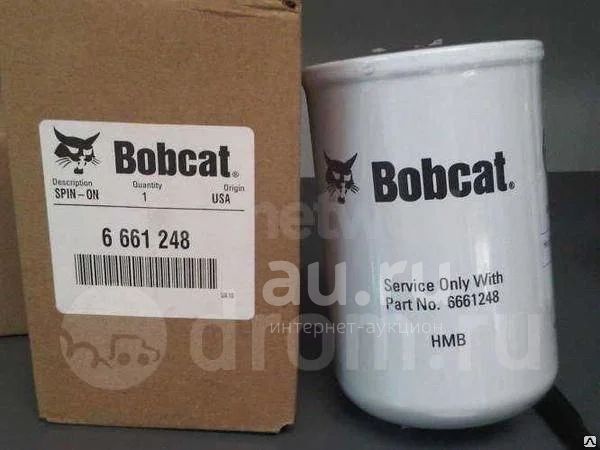 Bobcat®
Description Quantity Origin
SPIN-ON 1 USA
6 661 248
Bobcat®
Service Only With
Part No. 6661248
HMB
au.ru
интернет-аукцион
drom.ru